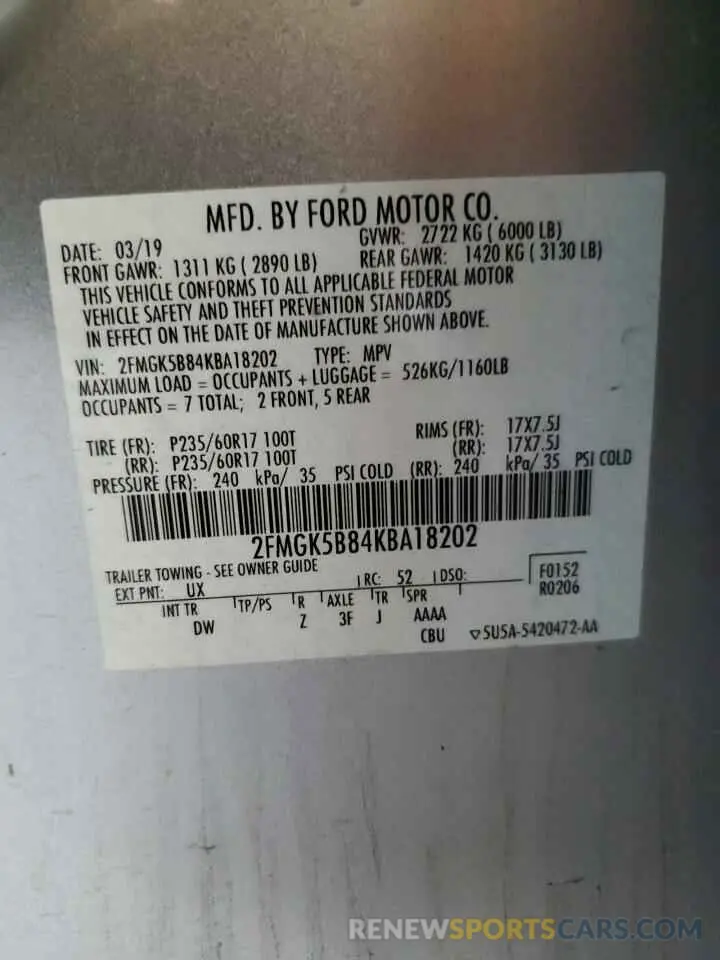 MFD. BY FORD MOTOR CO.
DATE: 03/19 GVWR: 2722 KG ( 6000 LB)
FRONT GAWR: 1311 KG ( 2890 LB) REAR GAWR: 1420 KG ( 3130 LB)
THIS VEHICLE CONFORMS TO ALL APPLICABLE FEDERAL MOTOR
VEHICLE SAFETY AND THEFT PREVENTION STANDARDS
IN EFFECT ON THE DATE OF MANUFACTURE SHOWN ABOVE.
VIN: 2FMGK5B84KBA18202 TYPE: MPV
MAXIMUM LOAD = OCCUPANTS + LUGGAGE = 526KG/1160LB
OCCUPANTS = 7 TOTAL; 2 FRONT, 5 REAR
TIRE (FR): P235/60R17 100T RIMS (FR): 17X7.5J
(RR): P235/60R17 100T (RR): 17X7.5J
PRESSURE (FR): 240 kPa/ 35 PSI COLD (RR): 240 kPa/ 35 PSI COLD
2FMGK5B84KBA18202
TRAILER TOWING - SEE OWNER GUIDE
EXT PNT: UX RC: 52 DSO: F0152
R0206
INT TR TP/PS R AXLE TR SPR
DW Z 3F J AAAA
CBU ▽5U5A-5420472-AA
RENEWSPORTSCARS.COM